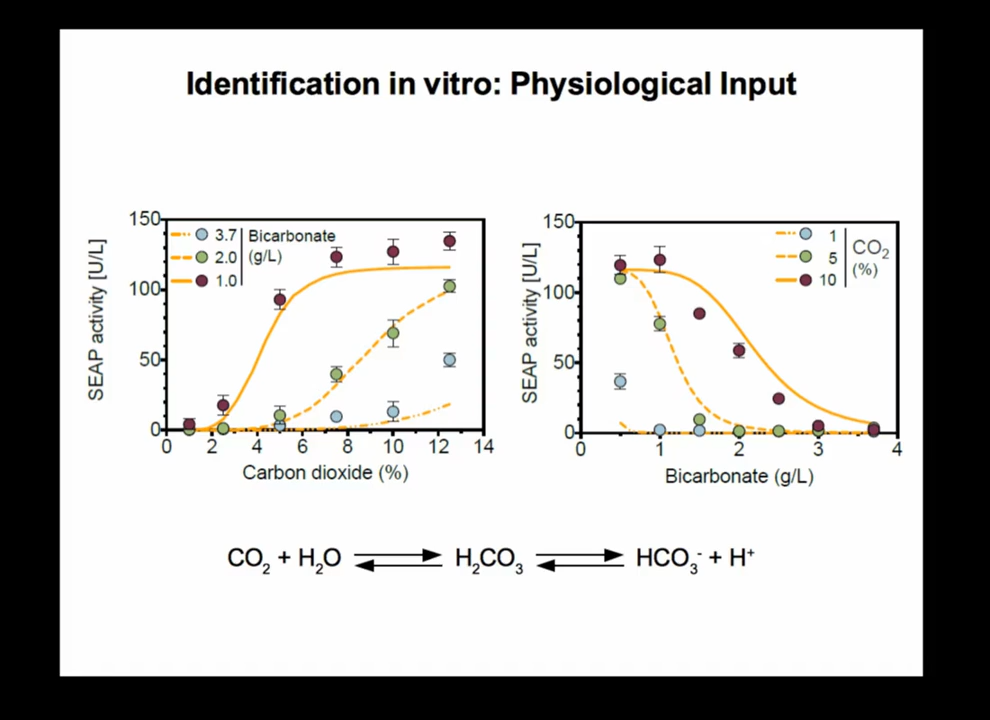 Identification in vitro: Physiological Input
SEAP activity [U/L]
150
100
50
0
3.7
2.0
1.0
Bicarbonate
(g/L)
0 2 4 6 8 10 12 14
Carbon dioxide (%)
SEAP activity [U/L]
150
100
50
0
1
5
10
CO₂
(%)
0 1 2 3 4
Bicarbonate (g/L)
CO₂ + H₂O H₂CO₃ HCO₃⁻ + H⁺